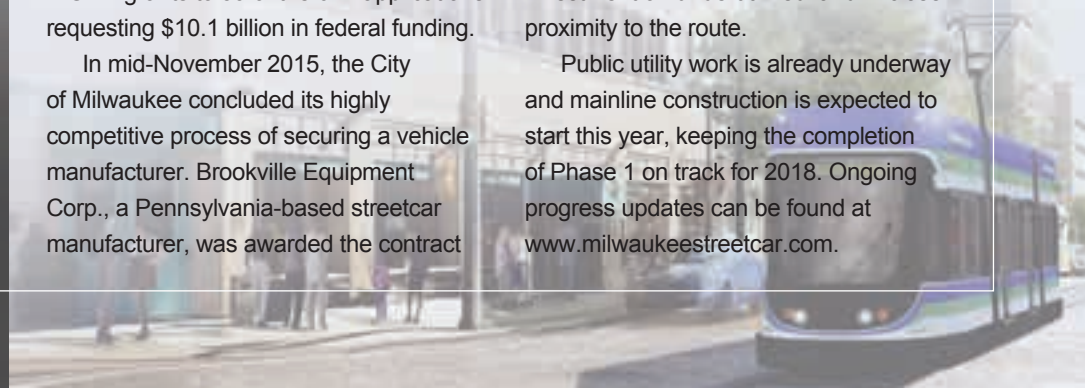 requesting $10.1 billion in federal funding.
In mid-November 2015, the City
of Milwaukee concluded its highly
competitive process of securing a vehicle
manufacturer. Brookville Equipment
Corp., a Pennsylvania-based streetcar
manufacturer, was awarded the contract
proximity to the route.
Public utility work is already underway
and mainline construction is expected to
start this year, keeping the completion
of Phase 1 on track for 2018. Ongoing
progress updates can be found at
www.milwaukeestreetcar.com.